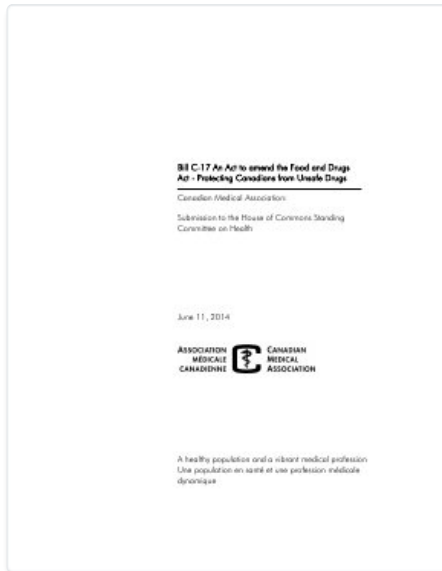 Bill C-17 An Act to amend the Food and Drugs
Act - Protecting Canadians from Unsafe Drugs
Canadian Medical Association
Submission to the House of Commons Standing
Committee on Health
June 11, 2014
ASSOCIATION
MÉDICALE
CANADIENNE
CANADIAN
MEDICAL
ASSOCIATION
A healthy population and a vibrant medical profession
Une population en santé et une profession médicale
dynamique